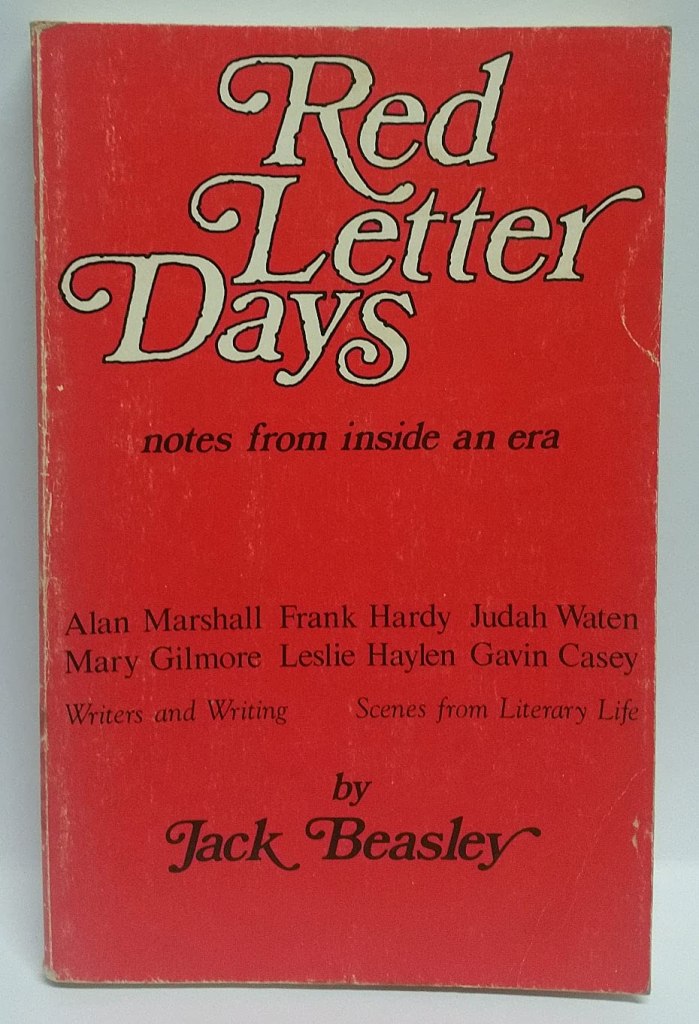 Red
Letter
Days
notes from inside an era
Alan Marshall Frank Hardy Judah Waten
Mary Gilmore Leslie Haylen Gavin Casey
Writers and Writing Scenes from Literary Life
by
Jack Beasley